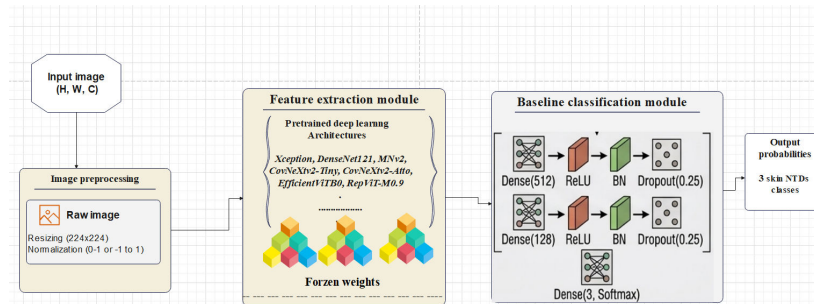 Input image
(H, W, C)
Image preprocessing
Raw image
Resizing (224x224)
Normalization (0-1 or -1 to 1)
Feature extraction module
Pretrained deep learning
Architectures
Xception, DenseNet121, MNv2,
CovNeXtv2-Tiny, CovNeXtv2-Atto,
EfficientViTB0, RepViT-M0.9
.
..................
Forzen weights
Baseline classification module
Dense(512) ReLU BN Dropout(0.25)
Dense(128) ReLU BN Dropout(0.25)
Dense(3, Softmax)
Output
probabilities
3 skin NTDs
classes